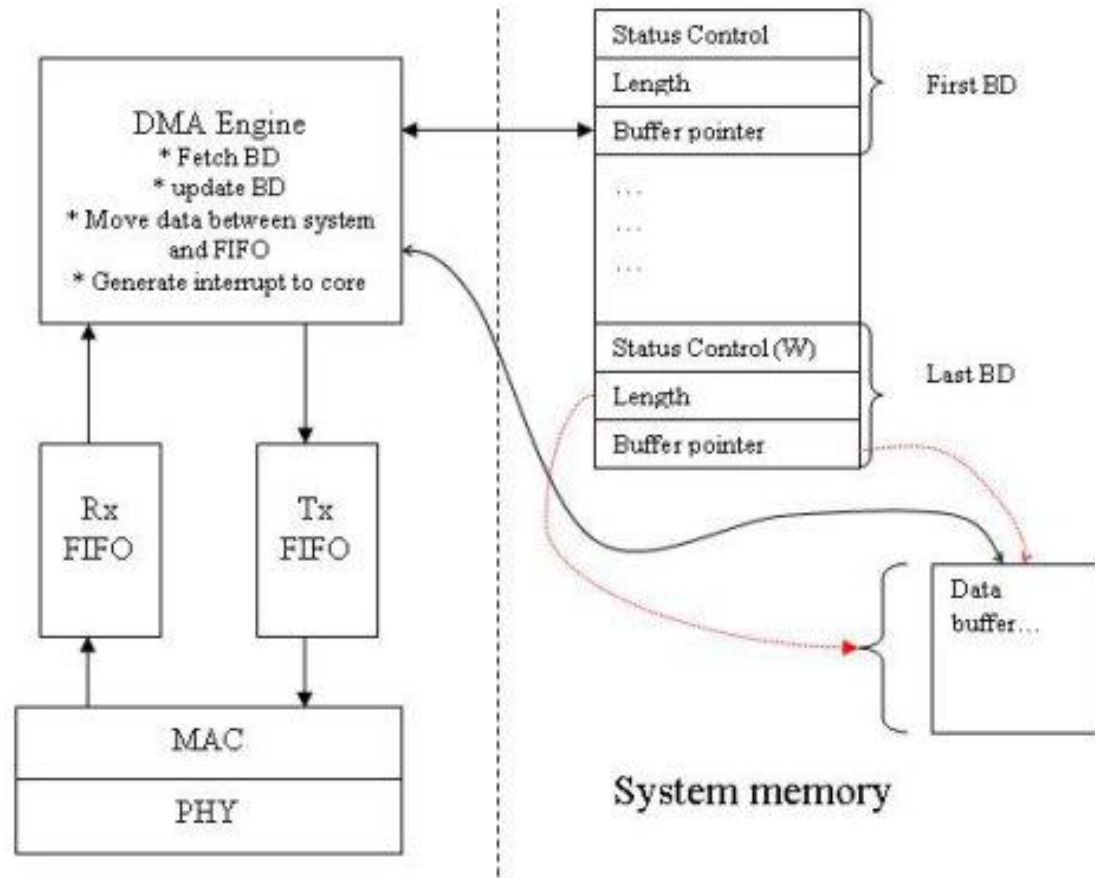 DMA Engine
* Fetch BD
* update BD
* Move data between system
and FIFO
* Generate interrupt to core
Rx
FIFO
Tx
FIFO
MAC
PHY
Status Control
Length
Buffer pointer
First BD
...
...
...
Status Control (W)
Length
Buffer pointer
Last BD
Data
buffer...
System memory